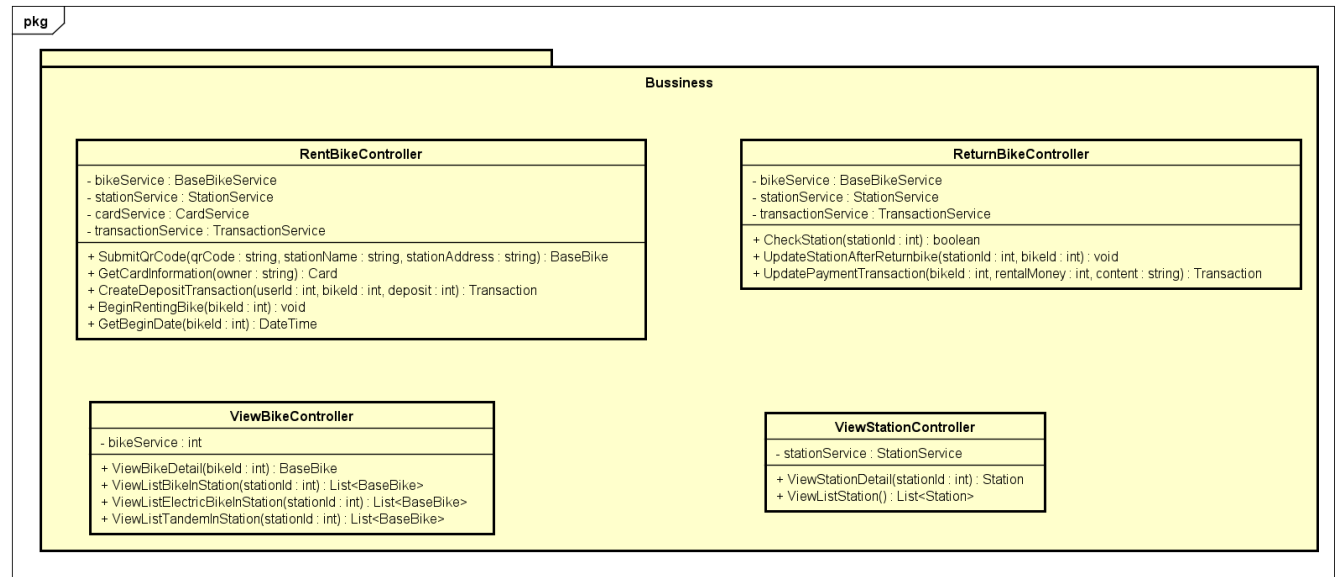 pkg
Bussiness
RentBikeController
- bikeService : BaseBikeService
- stationService : StationService
- cardService : CardService
- transactionService : TransactionService
+ SubmitQrCode(qrCode : string, stationName : string, stationAddress : string) : BaseBike
+ GetCardInformation(owner : string) : Card
+ CreateDepositTransaction(userId : int, bikeId : int, deposit : int) : Transaction
+ BeginRentingBike(bikeId : int) : void
+ GetBeginDate(bikeId : int) : DateTime
ReturnBikeController
- bikeService : BaseBikeService
- stationService : StationService
- transactionService : TransactionService
+ CheckStation(stationId : int) : boolean
+ UpdateStationAfterReturnbike(stationId : int, bikeId : int) : void
+ UpdatePaymentTransaction(bikeId : int, rentalMoney : int, content : string) : Transaction
ViewBikeController
- bikeService : int
+ ViewBikeDetail(bikeId : int) : BaseBike
+ ViewListBikeInStation(stationId : int) : List<BaseBike>
+ ViewListElectricBikeInStation(stationId : int) : List<BaseBike>
+ ViewListTandemInStation(stationId : int) : List<BaseBike>
ViewStationController
- stationService : StationService
+ ViewStationDetail(stationId : int) : Station
+ ViewListStation() : List<Station>